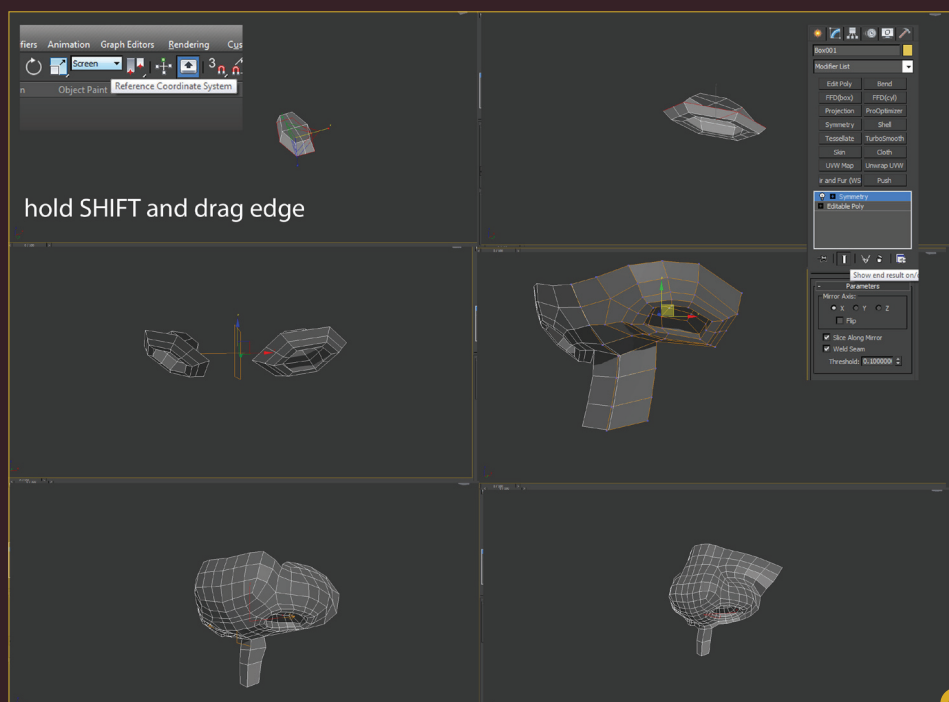 fiers Animation Graph Editors Rendering Cus
Screen
3
Reference Coordinate System
n Object Paint
hold SHIFT and drag edge
Box001
Modifier List
Edit Poly Bend
FFD(box) FFD(cyl)
Projection ProOptimizer
Symmetry Shell
Tessellate TurboSmooth
Skin Cloth
UVW Map Unwrap UVW
ir and Fur (WS Push
Symmetry
Editable Poly
Show end result on/
- Parameters
Mirror Axis:
X Y Z
Flip
Slice Along Mirror
Weld Seam
Threshold: 0.100000